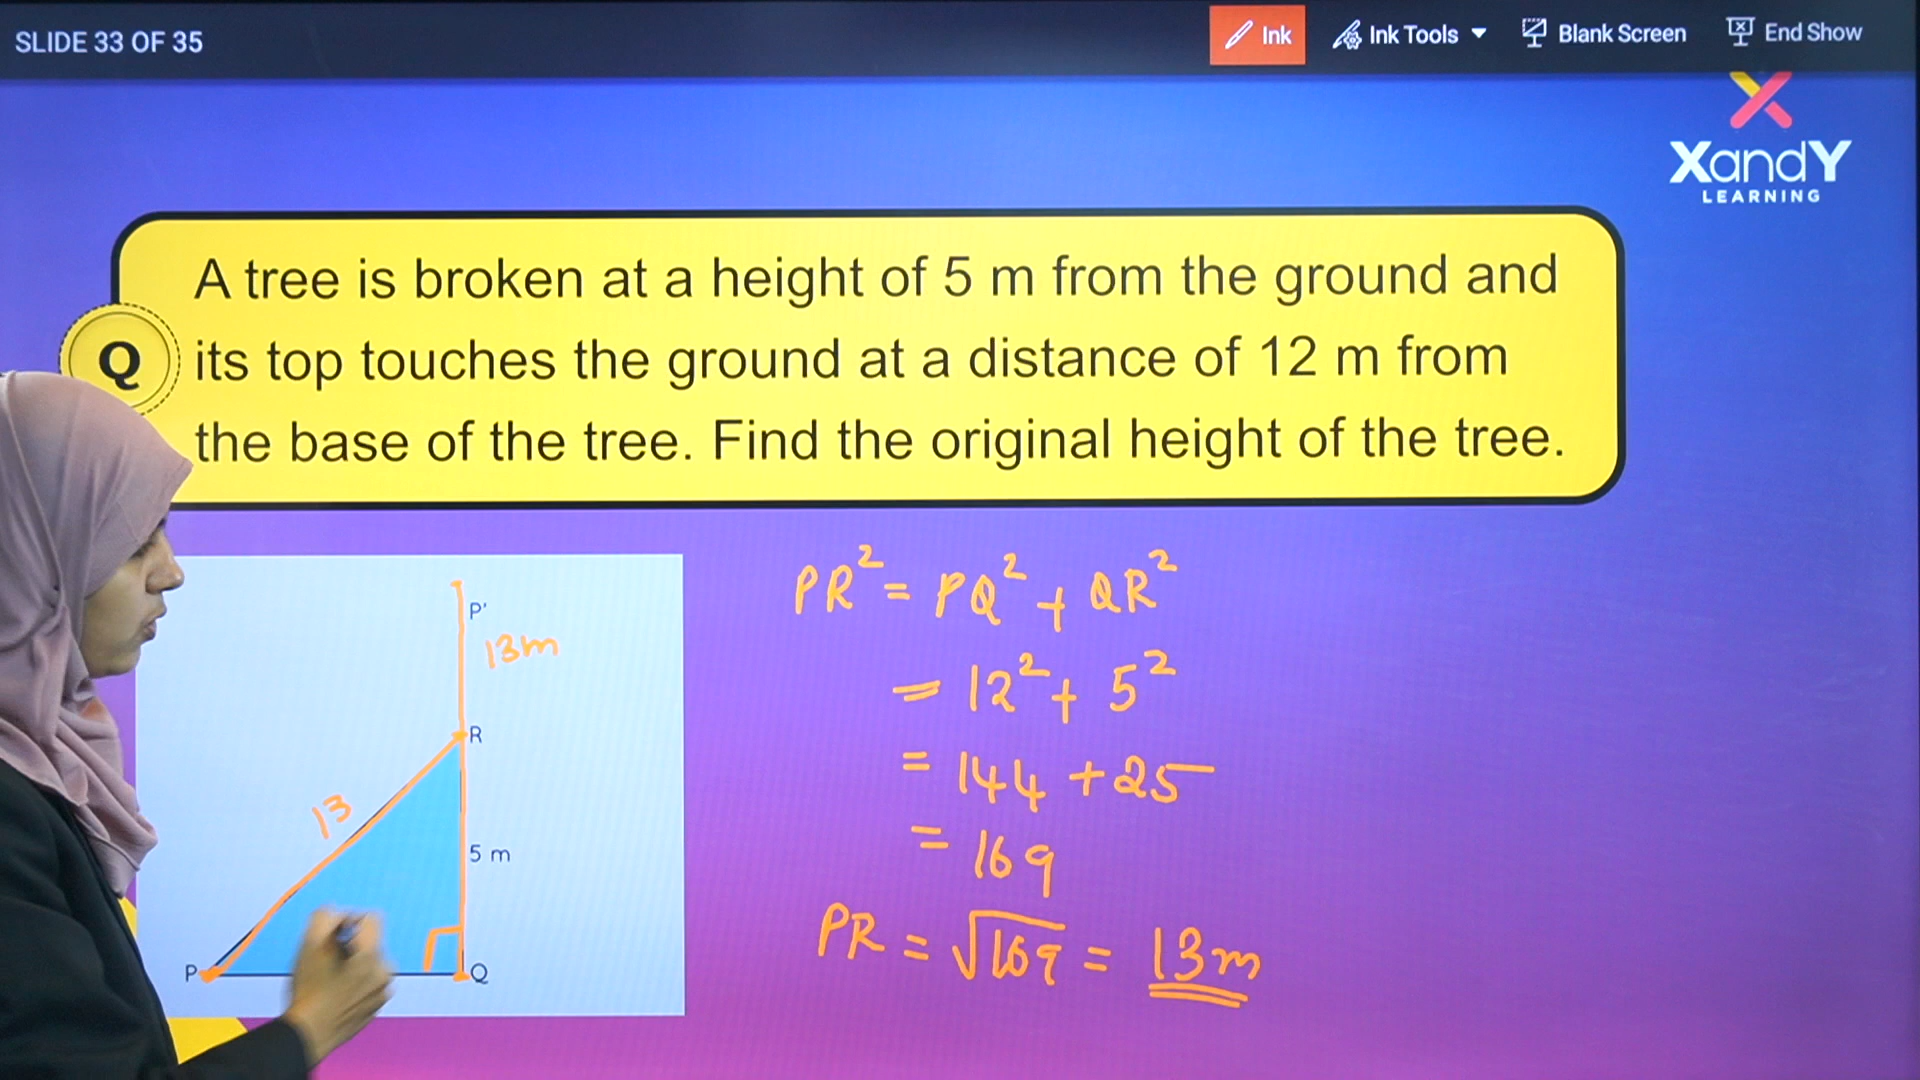 SLIDE 33 OF 35
Ink
Ink Tools
Blank Screen
End Show
XandY
LEARNING
Q
A tree is broken at a height of 5 m from the ground and
its top touches the ground at a distance of 12 m from
the base of the tree. Find the original height of the tree.
P'
13m
R
13
5 m
P
Q
PR² = PQ² + QR²
= 12² + 5²
= 144 + 25
= 169
PR = √169 = 13m